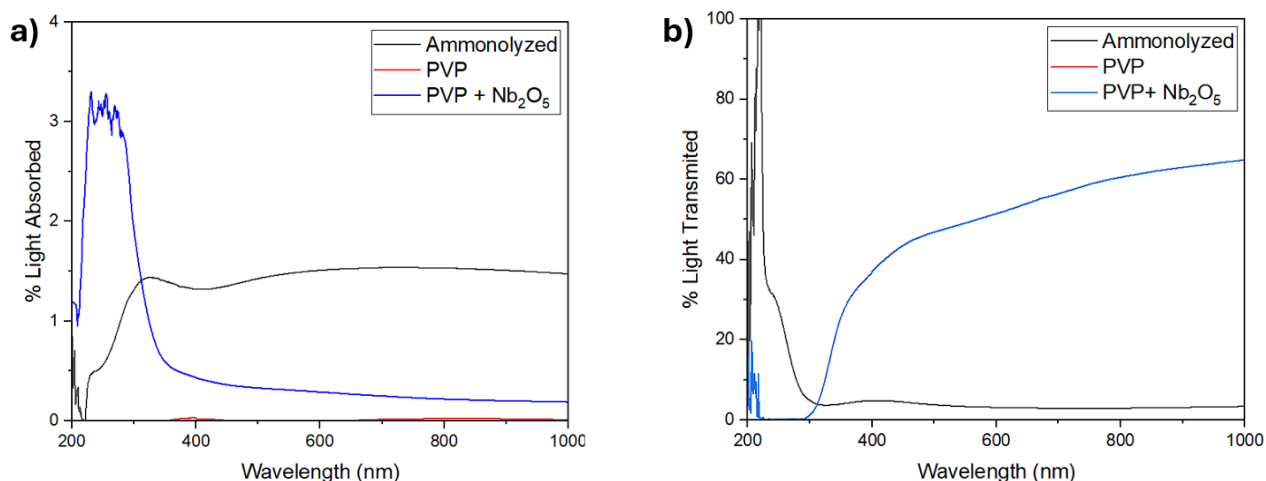 a)
% Light Absorbed
4
3
2
1
0
200
400
600
800
1000
Wavelength (nm)
Ammonolyzed
PVP
PVP + Nb₂O₅
b)
% Light Transmited
100
80
60
40
20
0
200
400
600
800
1000
Wavelength (nm)
Ammonolyzed
PVP
PVP+ Nb₂O₅